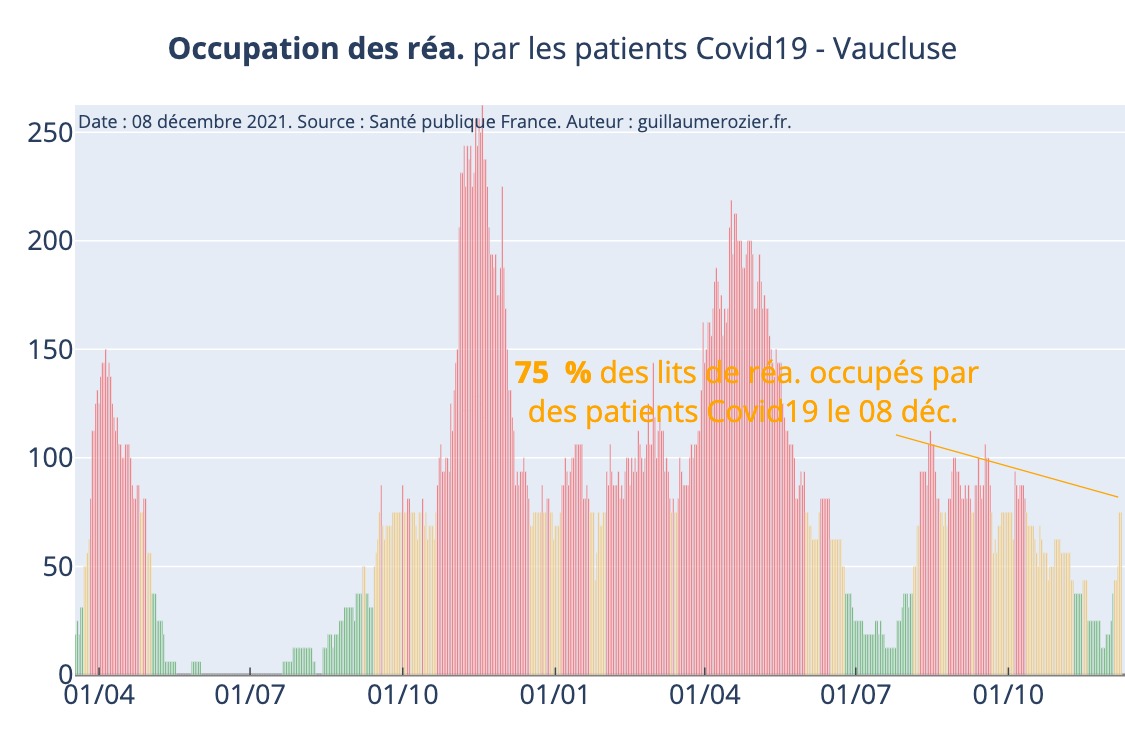 Occupation des réa. par les patients Covid19 - Vaucluse
Date : 08 décembre 2021. Source : Santé publique France. Auteur : guillaumerozier.fr.
250
200
150
75 % des lits de réa. occupés par
des patients Covid19 le 08 déc.
100
50
0
01/04 01/07 01/10 01/01 01/04 01/07 01/10